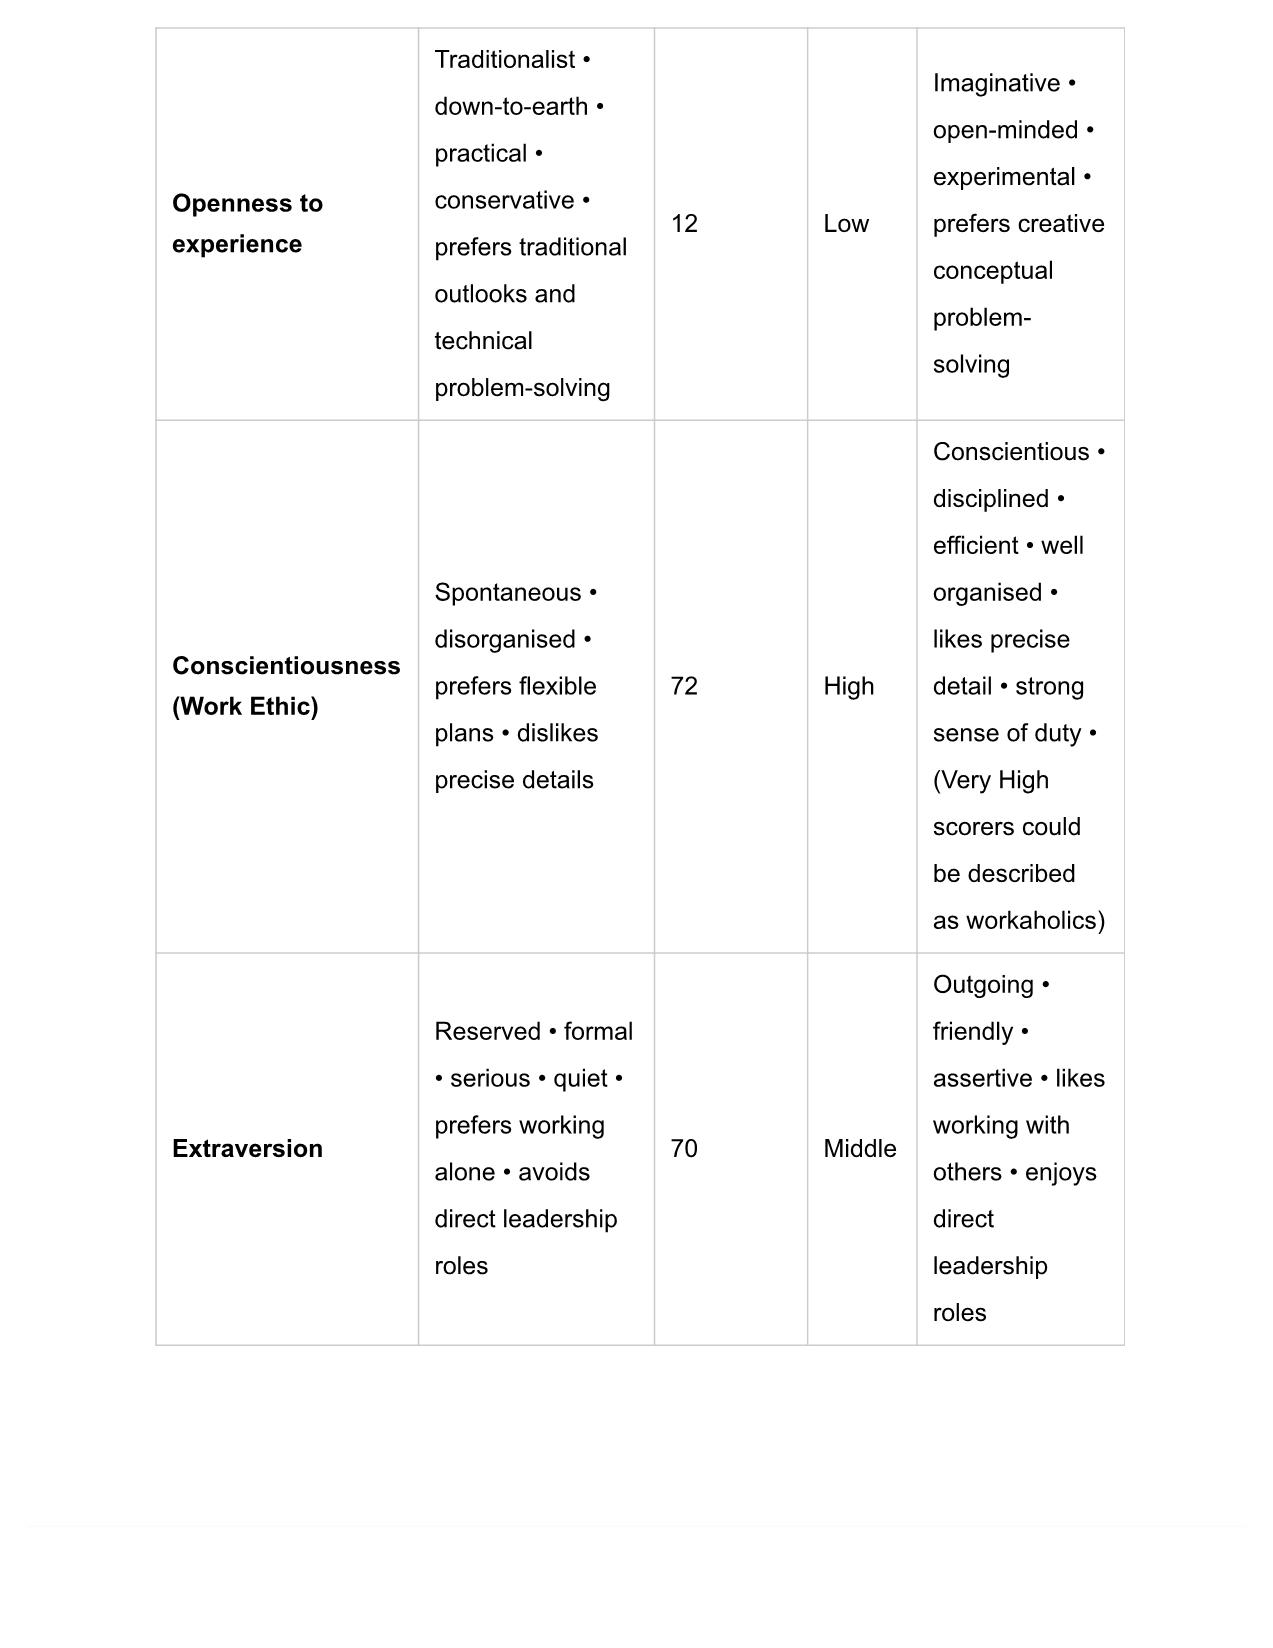 Openness to
experience
Traditionalist •
down-to-earth •
practical •
conservative •
prefers traditional
outlooks and
technical
problem-solving
12
Low
Imaginative •
open-minded •
experimental •
prefers creative
conceptual
problem-
solving
Conscientiousness
(Work Ethic)
Spontaneous •
disorganised •
prefers flexible
plans • dislikes
precise details
72
High
Conscientious •
disciplined •
efficient • well
organised •
likes precise
detail • strong
sense of duty •
(Very High
scorers could
be described
as workaholics)
Extraversion
Reserved • formal
• serious • quiet •
prefers working
alone • avoids
direct leadership
roles
70
Middle
Outgoing •
friendly •
assertive • likes
working with
others • enjoys
direct
leadership
roles